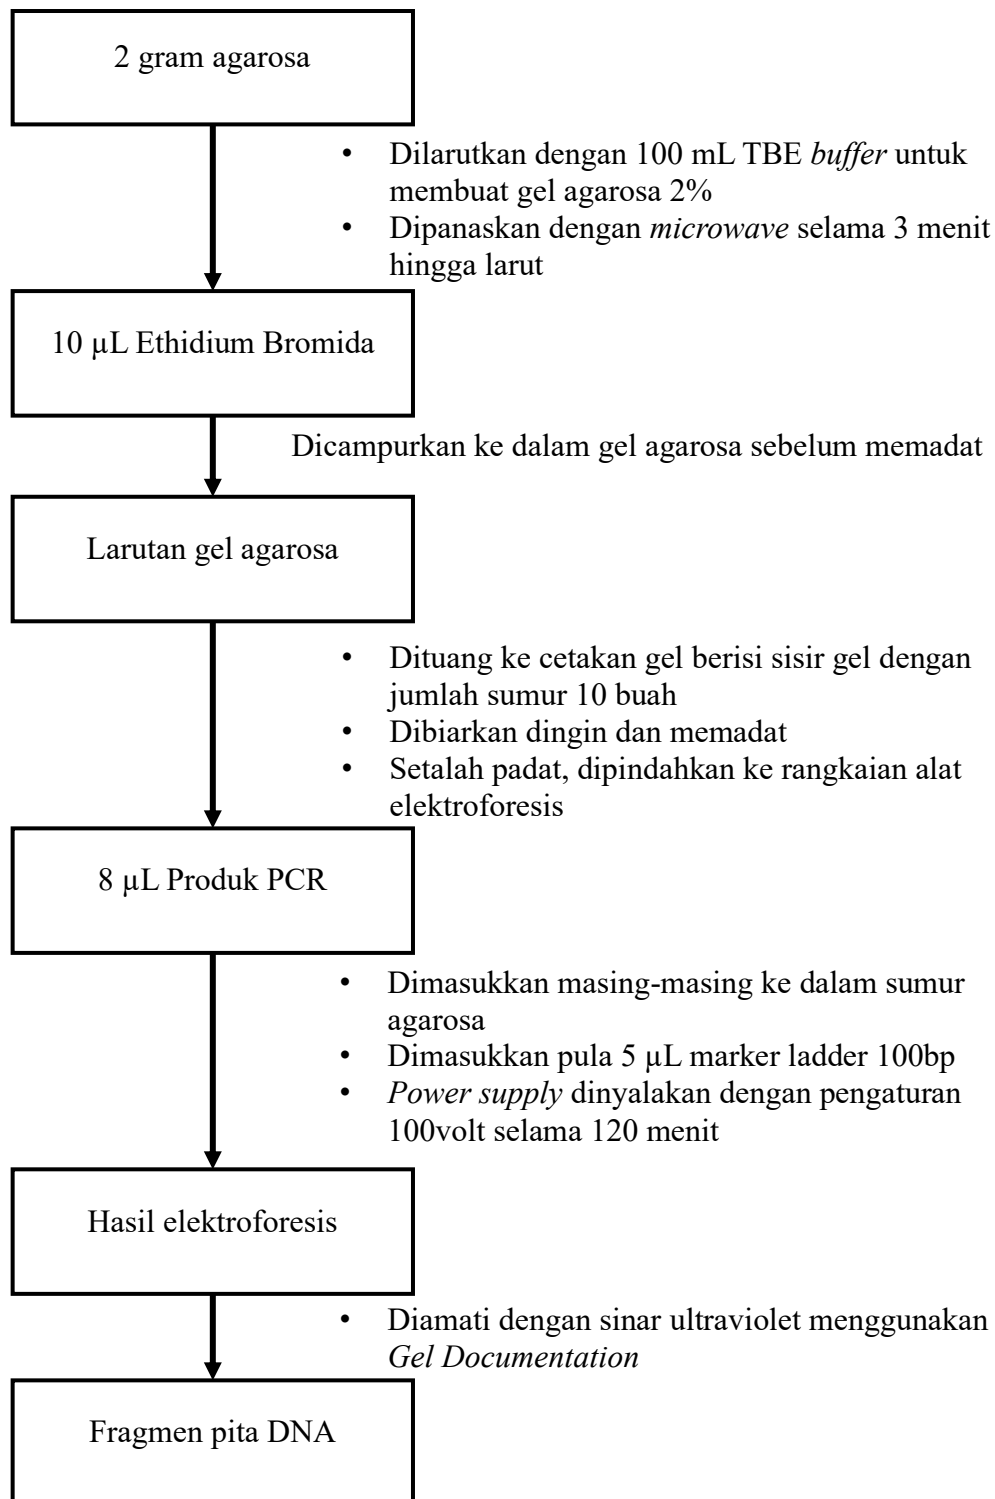 2 gram agarosa
• Dilarutkan dengan 100 mL TBE buffer untuk
membuat gel agarosa 2%
• Dipanaskan dengan microwave selama 3 menit
hingga larut
10 µL Ethidium Bromida
Dicampurkan ke dalam gel agarosa sebelum memadat
Larutan gel agarosa
• Dituang ke cetakan gel berisi sisir gel dengan
jumlah sumur 10 buah
• Dibiarkan dingin dan memadat
• Setalah padat, dipindahkan ke rangkaian alat
elektroforesis
8 µL Produk PCR
• Dimasukkan masing-masing ke dalam sumur
agarosa
• Dimasukkan pula 5 µL marker ladder 100bp
• Power supply dinyalakan dengan pengaturan
100volt selama 120 menit
Hasil elektroforesis
• Diamati dengan sinar ultraviolet menggunakan
Gel Documentation
Fragmen pita DNA